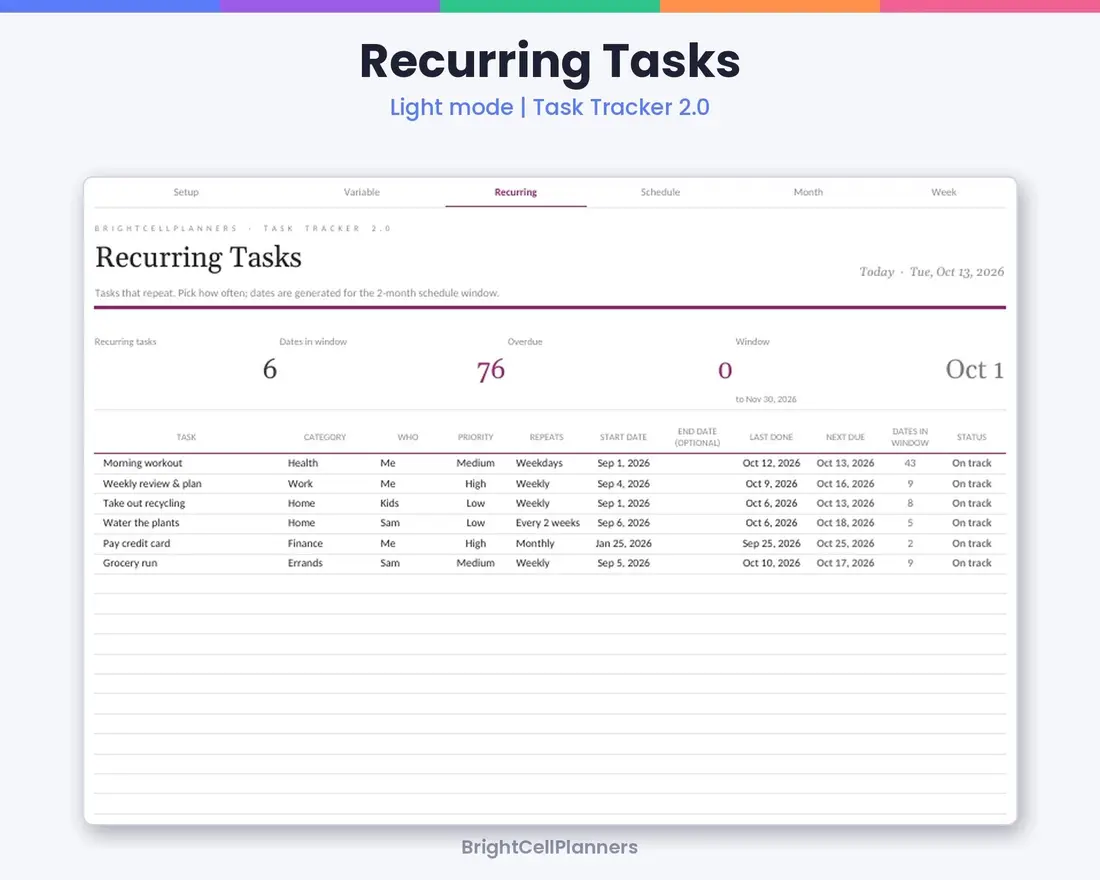 Recurring Tasks
Light mode | Task Tracker 2.0
Setup Variable Recurring Schedule Month Week
BRIGHTCELLPLANNERS · TASK TRACKER 2.0
Recurring Tasks
Today · Tue, Oct 13, 2026
Tasks that repeat. Pick how often; dates are generated for the 2-month schedule window.
Recurring tasks Dates in window Overdue Window
6 76 0 Oct 1
to Nov 30, 2026
TASK CATEGORY WHO PRIORITY REPEATS START DATE END DATE (OPTIONAL) LAST DONE NEXT DUE DATES IN WINDOW STATUS
Morning workout Health Me Medium Weekdays Sep 1, 2026 Oct 12, 2026 Oct 13, 2026 43 On track
Weekly review & plan Work Me High Weekly Sep 4, 2026 Oct 9, 2026 Oct 16, 2026 9 On track
Take out recycling Home Kids Low Weekly Sep 1, 2026 Oct 6, 2026 Oct 13, 2026 8 On track
Water the plants Home Sam Low Every 2 weeks Sep 6, 2026 Oct 6, 2026 Oct 18, 2026 5 On track
Pay credit card Finance Me High Monthly Jan 25, 2026 Sep 25, 2026 Oct 25, 2026 2 On track
Grocery run Errands Sam Medium Weekly Sep 5, 2026 Oct 10, 2026 Oct 17, 2026 9 On track
BrightCellPlanners